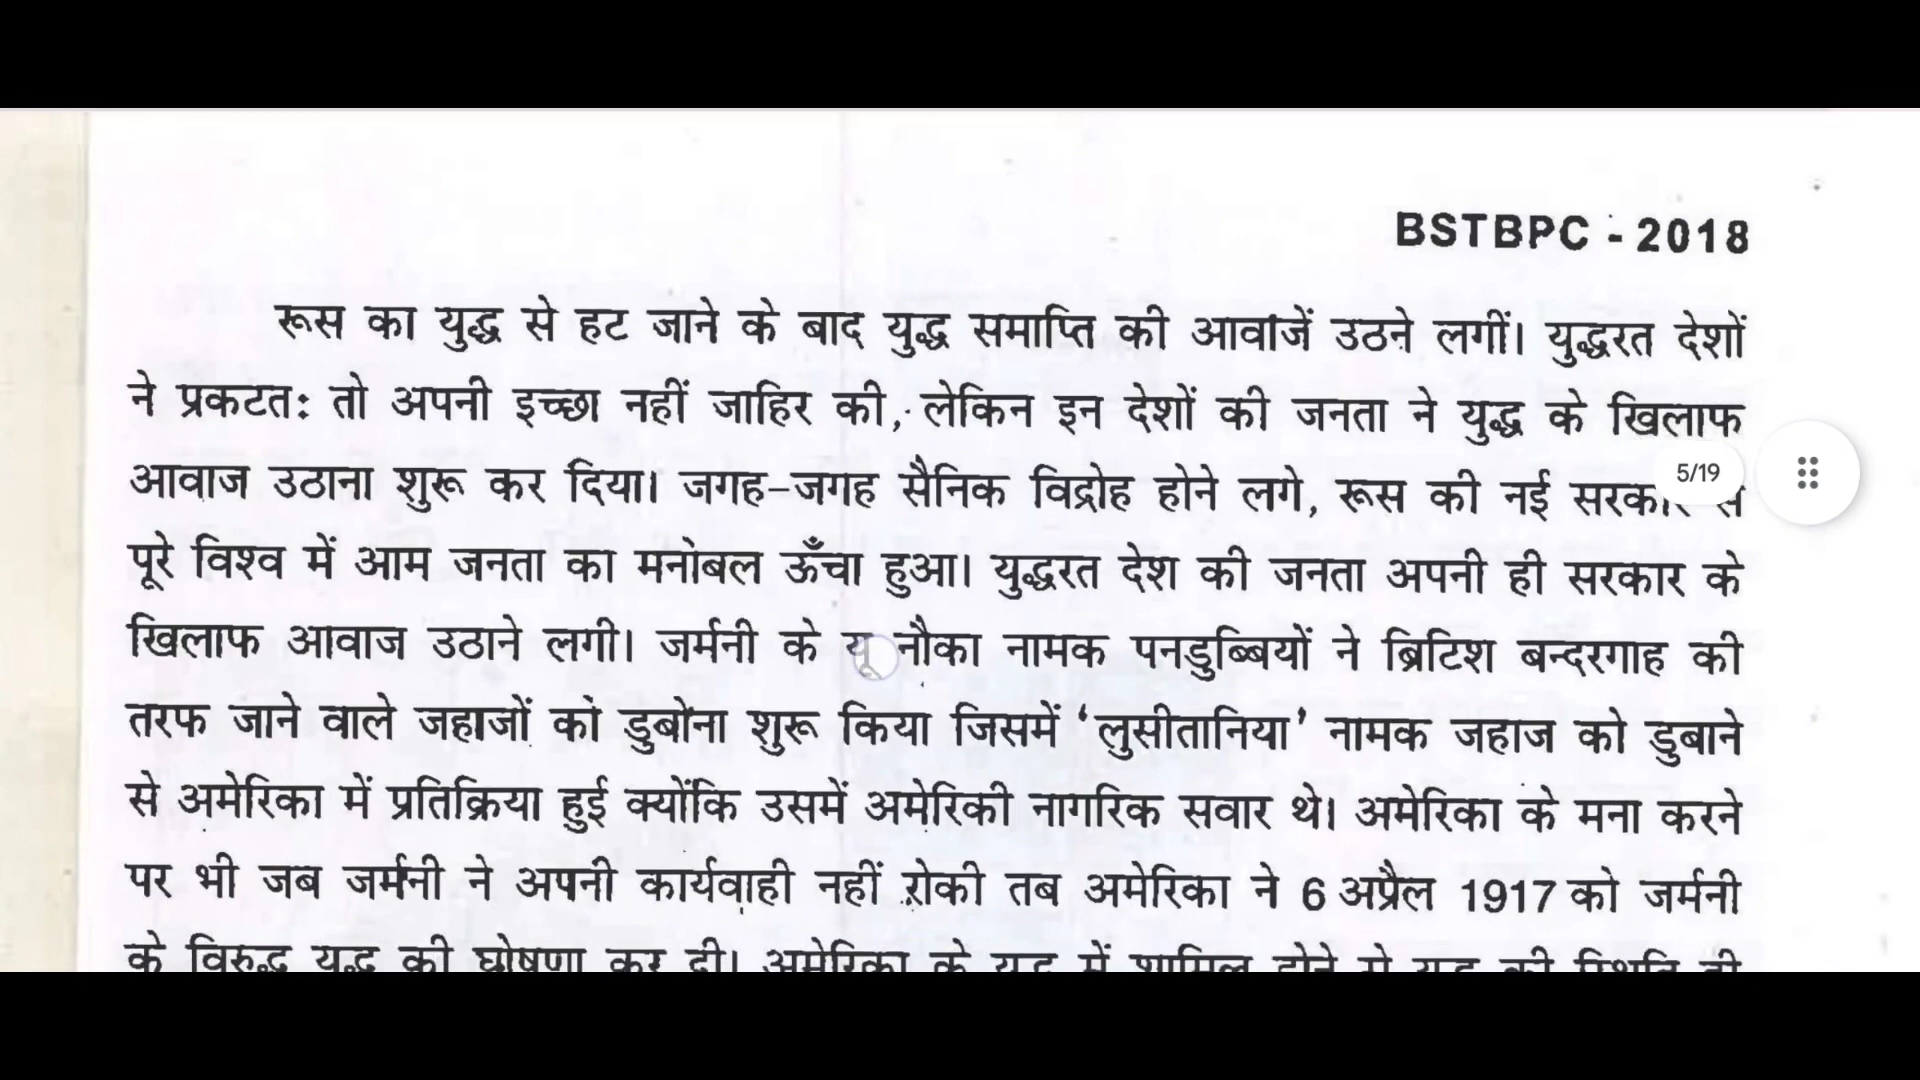 BSTBPC - 2018
रूस का युद्ध से हट जाने के बाद युद्ध समाप्ति की आवाजें उठने लगीं। युद्धरत देशों
ने प्रकटत: तो अपनी इच्छा नहीं जाहिर की, लेकिन इन देशों की जनता ने युद्ध के खिलाफ
आवाज उठाना शुरू कर दिया। जगह-जगह सैनिक विद्रोह होने लगे, रूस की नई सरकार से
5/19
पूरे विश्व में आम जनता का मनोबल ऊँचा हुआ। युद्धरत देश की जनता अपनी ही सरकार के
खिलाफ आवाज उठाने लगी। जर्मनी के यू नौका नामक पनडुब्बियों ने ब्रिटिश बन्दरगाह की
तरफ जाने वाले जहाजों को डुबोना शुरू किया जिसमें ‘लुसीतानिया’ नामक जहाज को डुबाने
से अमेरिका में प्रतिक्रिया हुई क्योंकि उसमें अमेरिकी नागरिक सवार थे। अमेरिका के मना करने
पर भी जब जर्मनी ने अपनी कार्यवाही नहीं रोकी तब अमेरिका ने 6 अप्रैल 1917 को जर्मनी
के विरुद्ध युद्ध की घोषणा कर दी। अमेरिका के युद्ध में शामिल होने से युद्ध की स्थिति ही